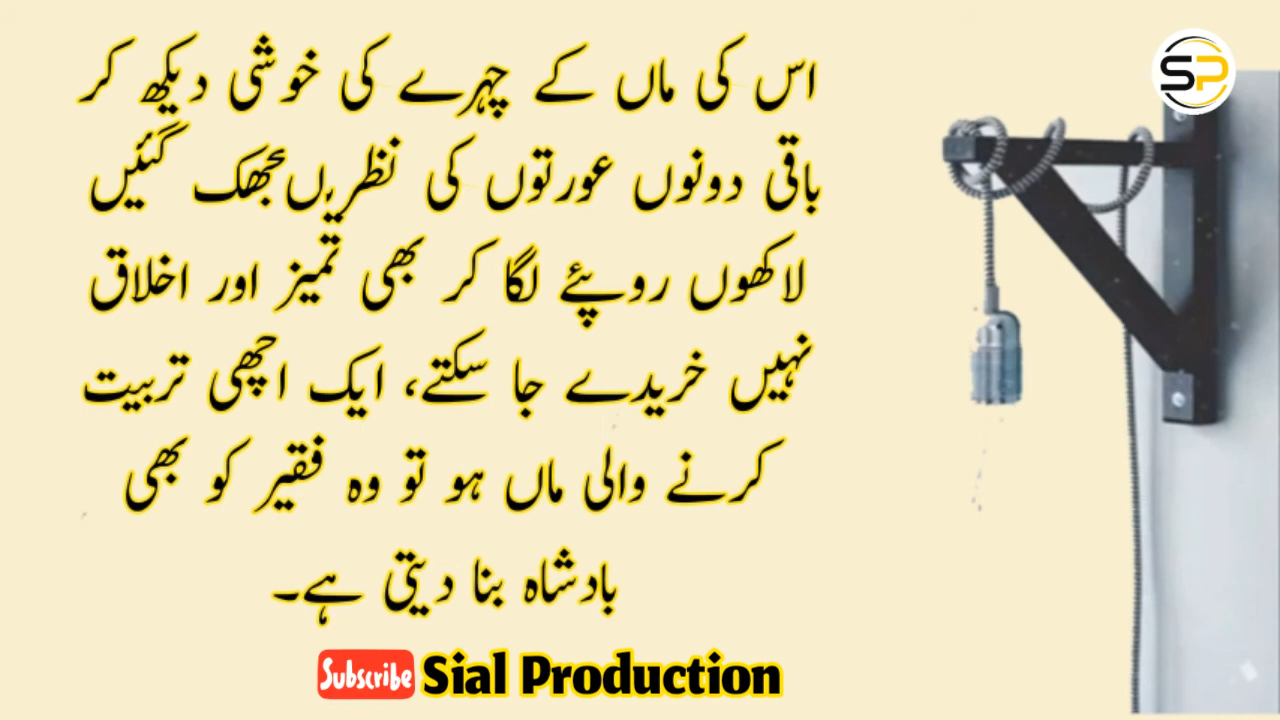 SP
اس کی ماں کے چہرے کی خوشی دیکھ کر
باقی دونوں عورتوں کی نظریں جھک گئیں
لاکھوں روپئے لگا کر بھی تمیز اور اخلاق
نہیں خریدے جا سکتے، ایک اچھی تربیت
کرنے والی ماں ہو تو وہ فقیر کو بھی
بادشاہ بنا دیتی ہے۔
Subscribe Sial Production